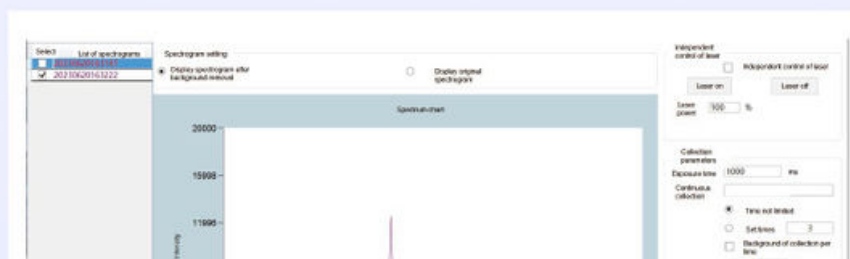 Select List of spectrograms
20230620163222
Spectrogram setting
Display spectrogram after
background removal
Display original
spectrogram
Spectrum chart
20000
15998
11996
Independent
control of laser
Independent control of laser
Laser on Laser off
Laser
power
100 %
Collection
parameters
Exposure time 1000 ms
Continuous
collection
Time not limited
Set times 3
Background of collection per
time